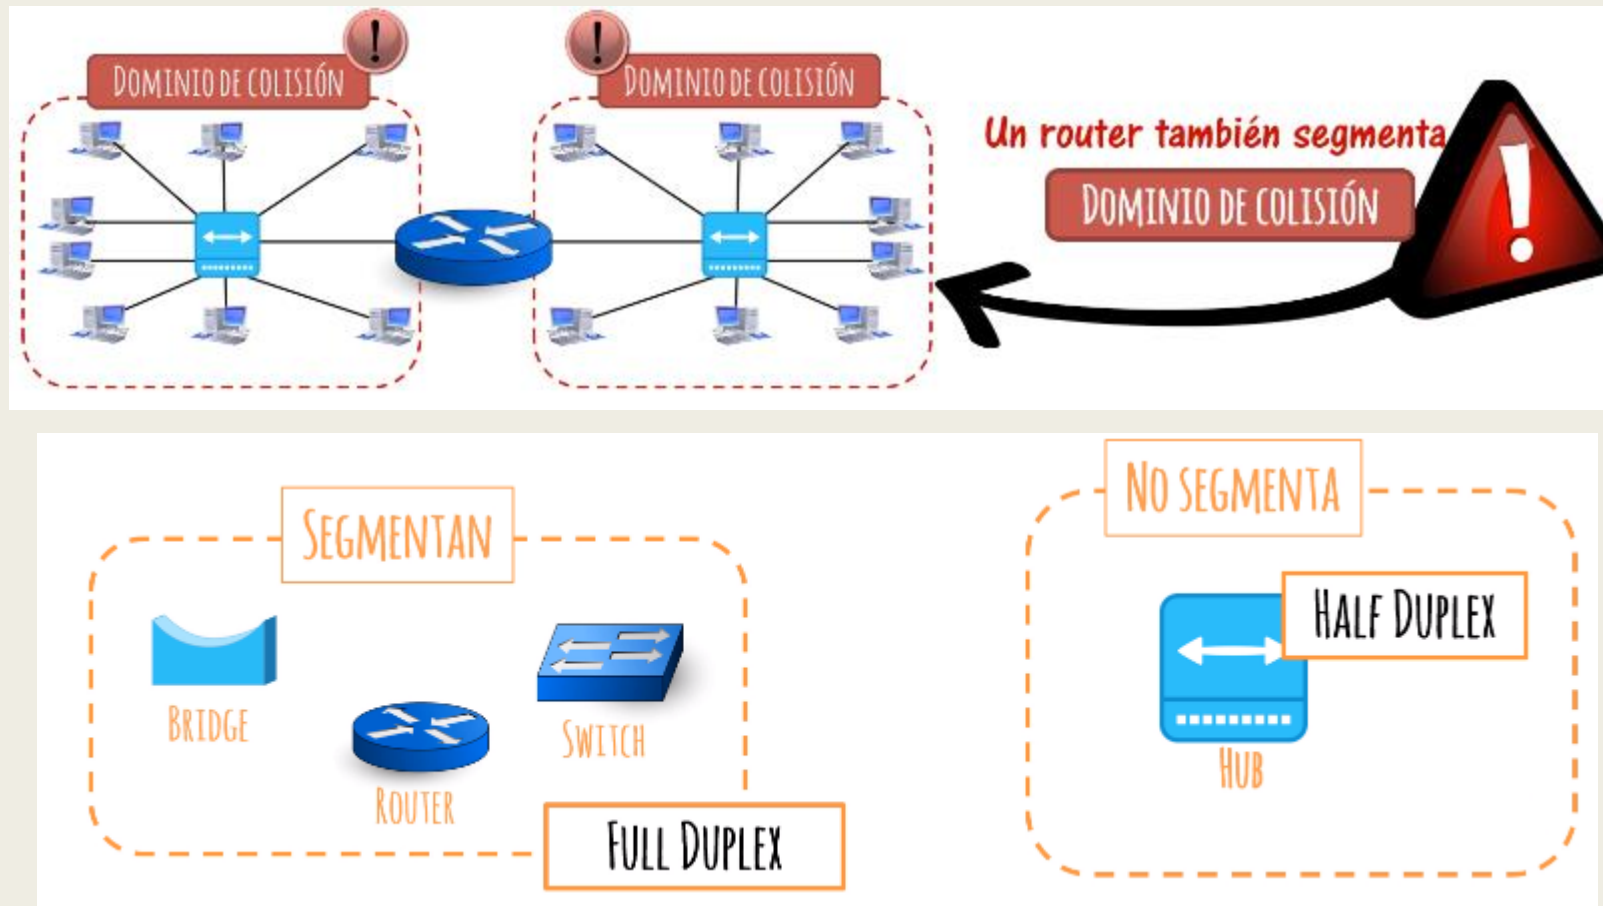 DOMINIO DE COLISIÓN
DOMINIO DE COLISIÓN
Un router también segmenta
DOMINIO DE COLISIÓN
SEGMENTAN
BRIDGE
ROUTER
SWITCH
FULL DUPLEX
NO SEGMENTA
HALF DUPLEX
HUB